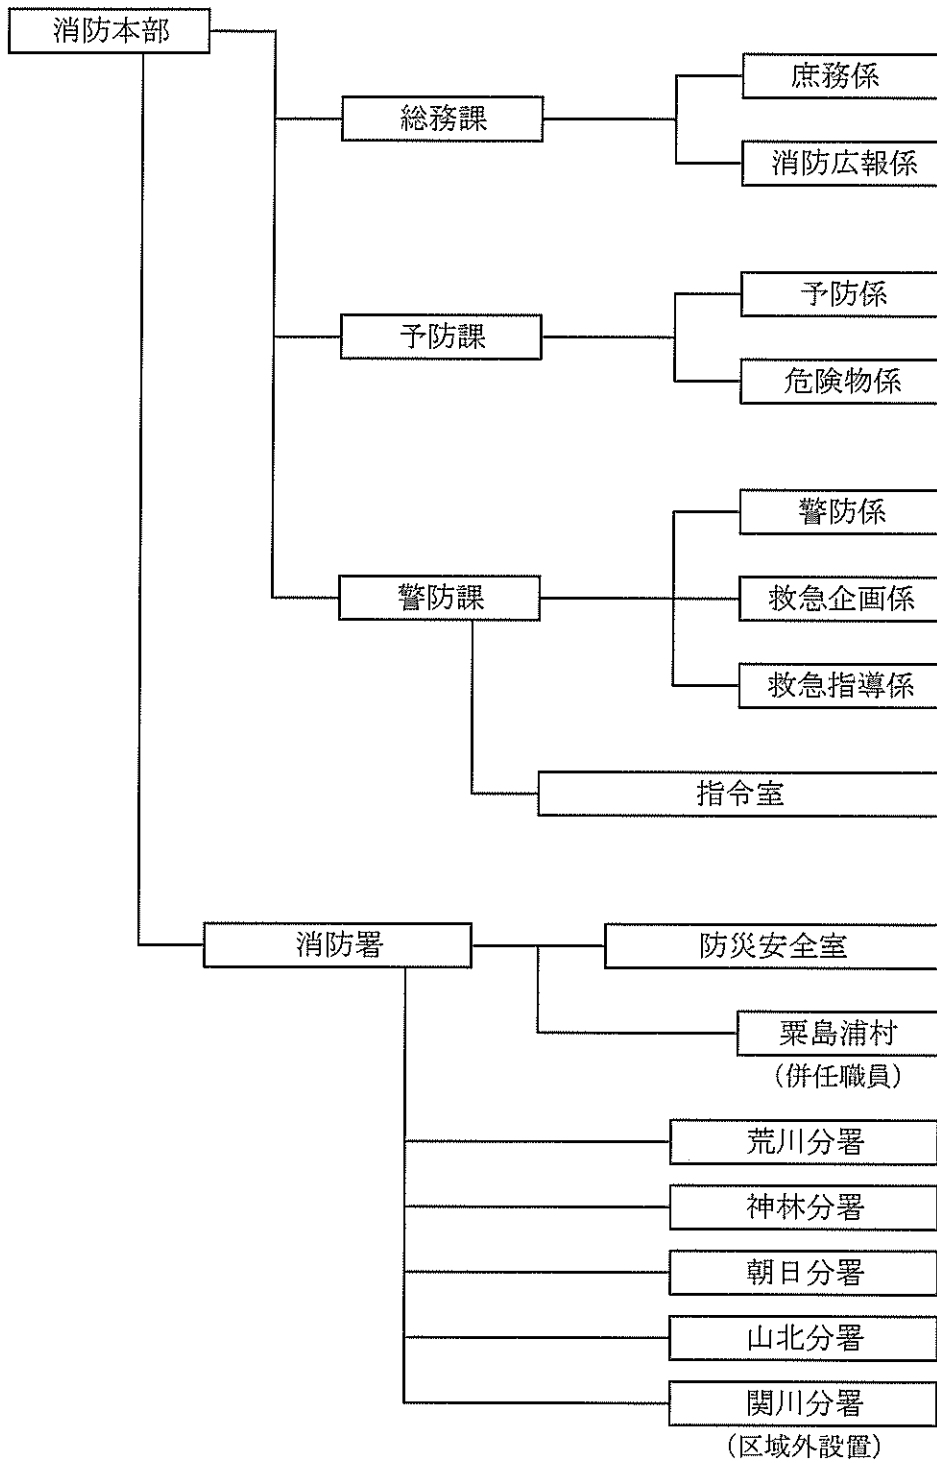 消防本部
総務課
庶務係
消防広報係
予防課
予防係
危険物係
警防課
警防係
救急企画係
救急指導係
指令室
消防署
防災安全室
粟島浦村
(併任職員)
荒川分署
神林分署
朝日分署
山北分署
関川分署
(区域外設置)